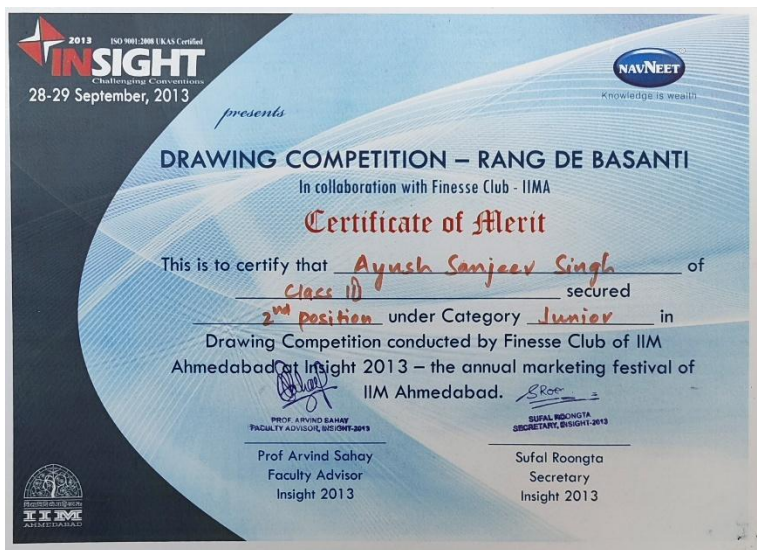 2013 ISO 9001:2008 UKAS Certified
INSIGHT
Challenging Conventions
28-29 September, 2013
NAVNEET
Knowledge is wealth
presents
DRAWING COMPETITION – RANG DE BASANTI
In collaboration with Finesse Club - IIMA
Certificate of Merit
This is to certify that Ayush Sanjeev Singh of
Class secured
2nd position under Category Junior in
Drawing Competition conducted by Finesse Club of IIM
Ahmedabad at Insight 2013 – the annual marketing festival of
IIM Ahmedabad.
PROF. ARVIND SAHAY
FACULTY ADVISOR, INSIGHT-2013
SUFAL ROONGTA
SECRETARY, INSIGHT-2013
Prof Arvind Sahay
Faculty Advisor
Insight 2013
Sufal Roongta
Secretary
Insight 2013
IIM
AHMEDABAD